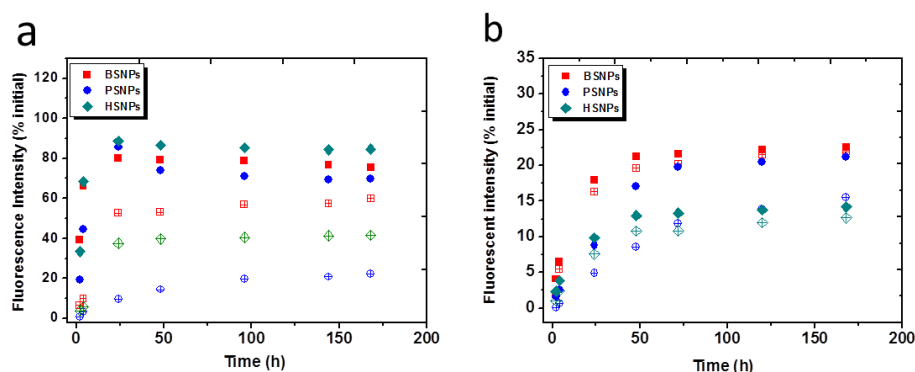 a
Fluorescence Intensity (% initial)
120
100
80
60
40
20
0
BSNPs
PSNPs
HSNPs
0 50 100 150 200
Time (h)
b
Fluorescent intensity (% initial)
35
30
25
20
15
10
5
0
BSNPs
PSNPs
HSNPs
0 50 100 150 200
Time (h)